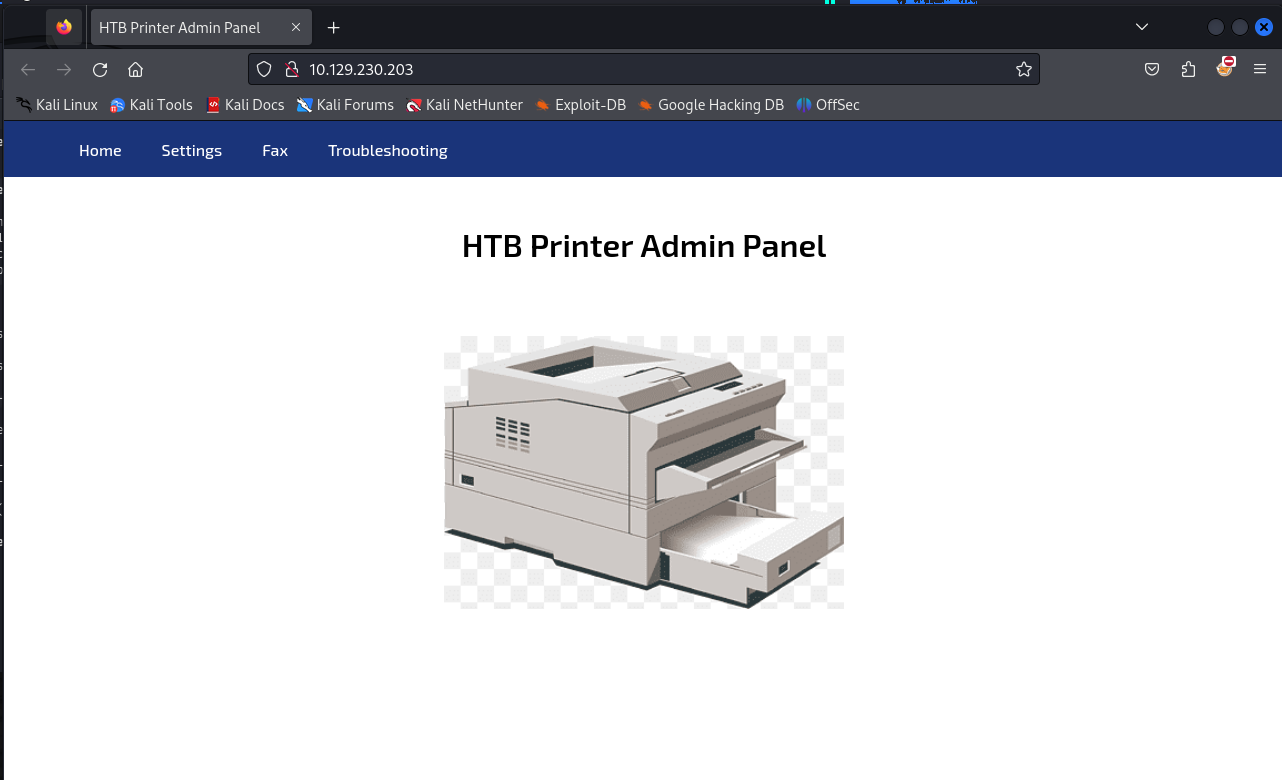 HTB Printer Admin Panel
10.129.230.203
Kali Linux Kali Tools Kali Docs Kali Forums Kali NetHunter Exploit-DB Google Hacking DB OffSec
Home Settings Fax Troubleshooting
HTB Printer Admin Panel